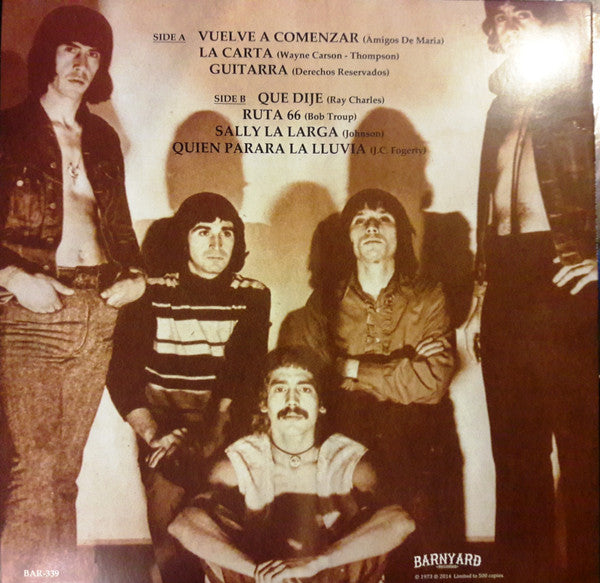 SIDE A VUELVE A COMENZAR (Amigos De Maria)
LA CARTA (Wayne Carson - Thompson)
GUITARRA (Derechos Reservados)
SIDE B QUE DIJE (Ray Charles)
RUTA 66 (Bob Troup)
SALLY LA LARGA (Johnson)
QUIEN PARARA LA LLUVIA (J.C. Fogerty)
BAR-339
BARNYARD
© 1973 ℗ 2014 Limited to 500 copies